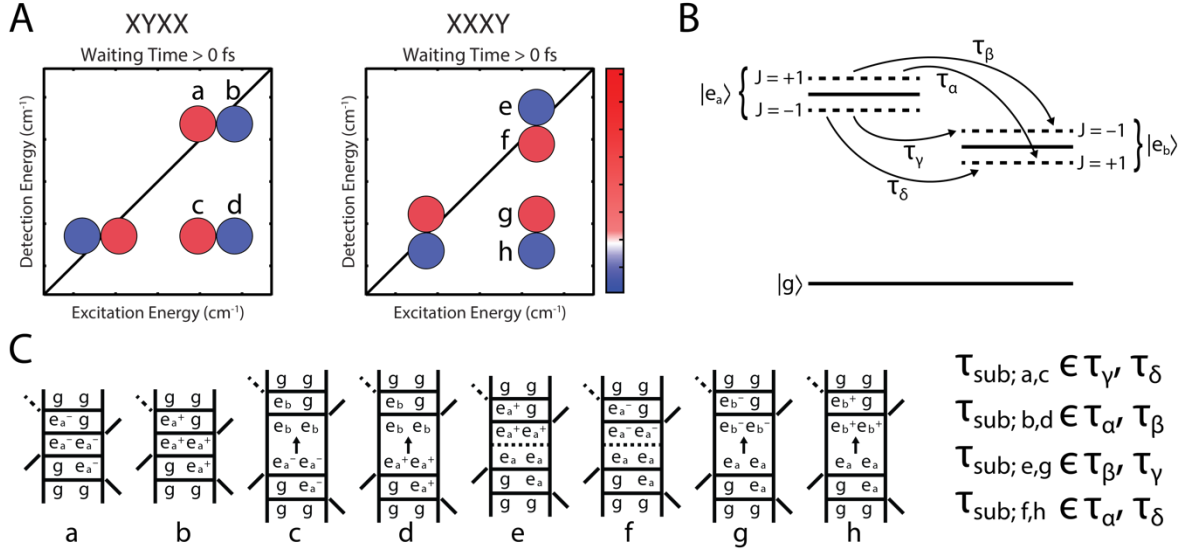 A
XYXX
XXXY
Waiting Time > 0 fs
Waiting Time > 0 fs
Detection Energy (cm⁻¹)
a b
c d
Excitation Energy (cm⁻¹)
Detection Energy (cm⁻¹)
e
f
g
h
Excitation Energy (cm⁻¹)
B
τβ
τα
|eₐ⟩ { J = +1
J = −1
τγ
τδ
J = −1
J = +1 } |e_b⟩
|g⟩
C
g g
eₐ⁻ g
eₐ⁻ eₐ⁻
g eₐ⁻
g g
a
g g
eₐ⁺ g
eₐ⁺ eₐ⁺
g eₐ⁺
g g
b
g g
e_b g
e_b e_b
eₐ⁻ eₐ⁻
g eₐ⁻
g g
c
g g
e_b g
e_b e_b
eₐ⁺ eₐ⁺
g eₐ⁺
g g
d
g g
eₐ⁺ g
eₐ⁺ eₐ⁺
eₐ eₐ
g eₐ
g g
e
g g
eₐ⁻ g
eₐ⁻ eₐ⁻
eₐ eₐ
g eₐ
g g
f
g g
e_b⁻ g
e_b⁻ e_b⁻
eₐ eₐ
g eₐ
g g
g
g g
e_b⁺ g
e_b⁺ e_b⁺
eₐ eₐ
g eₐ
g g
h
τsub; a,c ϵ τγ, τδ
τsub; b,d ϵ τα, τβ
τsub; e,g ϵ τβ, τγ
τsub; f,h ϵ τα, τδ